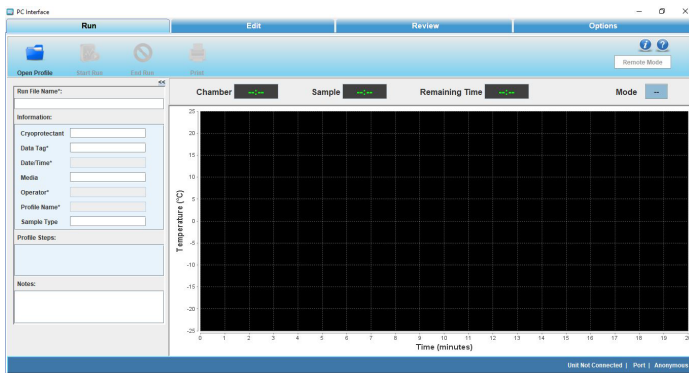 PC Interface
Run Edit Review Options
Open Profile Start Run End Run Print Remote Mode
<<
Run File Name*:
Information:
Cryoprotectant
Data Tag*
Date/Time*
Media
Operator*
Profile Name*
Sample Type
Profile Steps:
Notes:
Chamber --:-- Sample --:-- Remaining Time --:-- Mode --
Temperature (°C)
25
20
15
10
5
0
-5
-10
-15
-20
-25
0 1 2 3 4 5 6 7 8 9 10 11 12 13 14 15 16 17 18 19 20
Time (minutes)
Unit Not Connected | Port | Anonymous